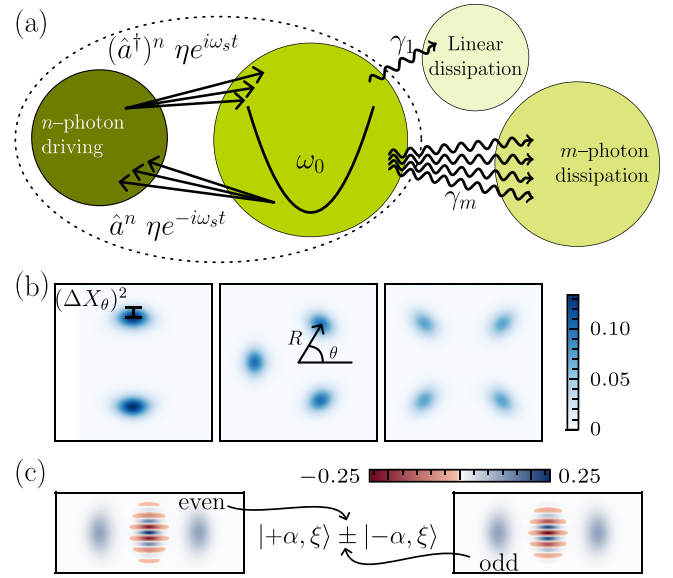 (a)
(â†)ⁿ ηe^{iω_s t}
γ₁
Linear
dissipation
n–photon
driving
ω₀
m–photon
dissipation
γₘ
âⁿ ηe^{−iω_s t}
(b)
(ΔX_θ)²
R
θ
0.10
0.05
0
(c)
−0.25
0.25
even
|+α, ξ⟩ ± |−α, ξ⟩
odd